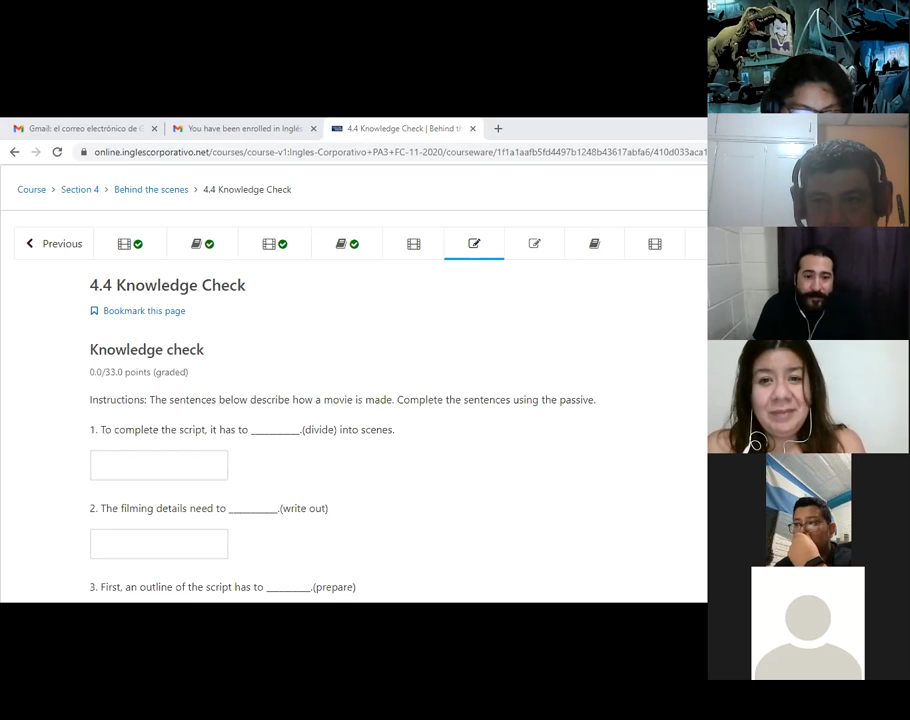 Gmail: el correo electrónico de G
You have been enrolled in Inglés
4.4 Knowledge Check | Behind th
online.inglescorporativo.net/courses/course-v1:Ingles-Corporativo+PA3+FC-11-2020/courseware/1f1a1aafb5fd4497b1248b43617abfa6/410d033aca1
Course > Section 4 > Behind the scenes > 4.4 Knowledge Check
Previous
4.4 Knowledge Check
Bookmark this page
Knowledge check
0.0/33.0 points (graded)
Instructions: The sentences below describe how a movie is made. Complete the sentences using the passive.
1. To complete the script, it has to __________.(divide) into scenes.
2. The filming details need to __________.(write out)
3. First, an outline of the script has to _________.(prepare)